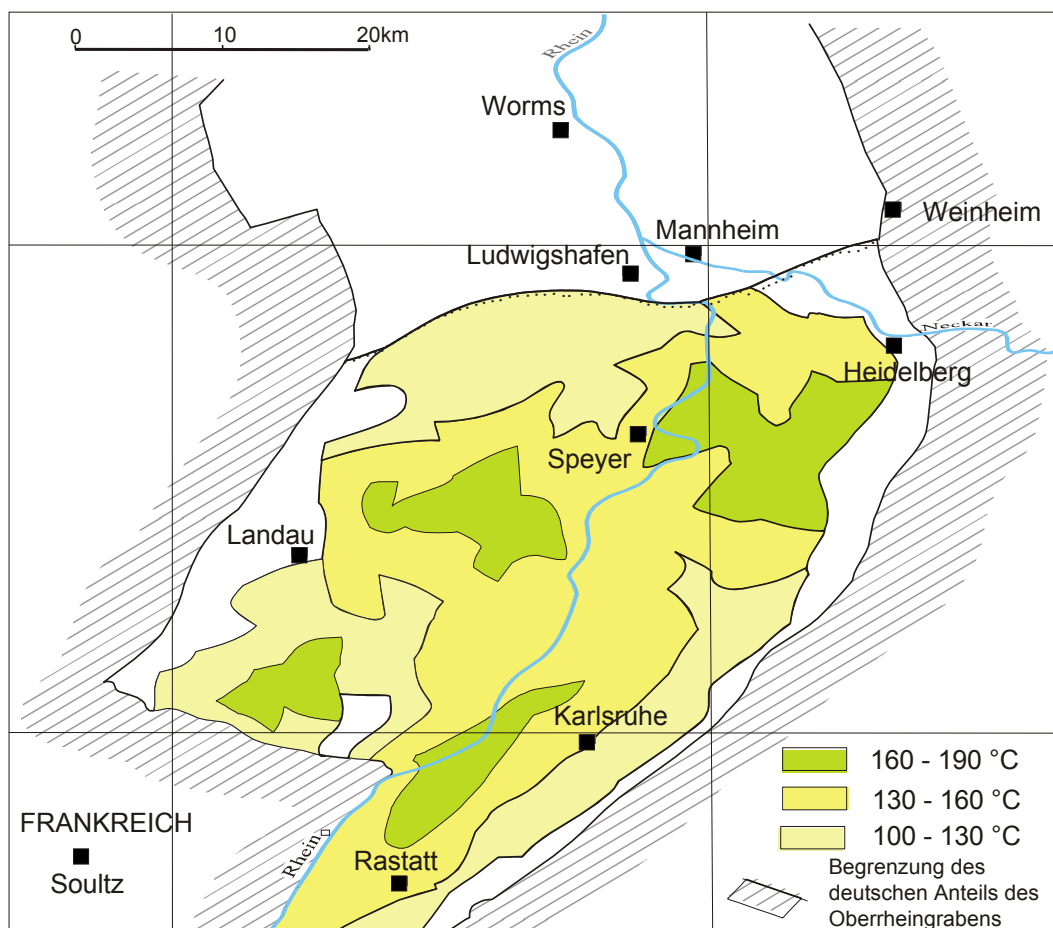 0 10 20km
Rhein
Worms
Weinheim
Mannheim
Ludwigshafen
Neckar
Heidelberg
Speyer
Landau
Karlsruhe
160 - 190 °C
130 - 160 °C
100 - 130 °C
FRANKREICH
Soultz
Rhein
Rastatt
Begrenzung des
deutschen Anteils des
Oberrheingrabens